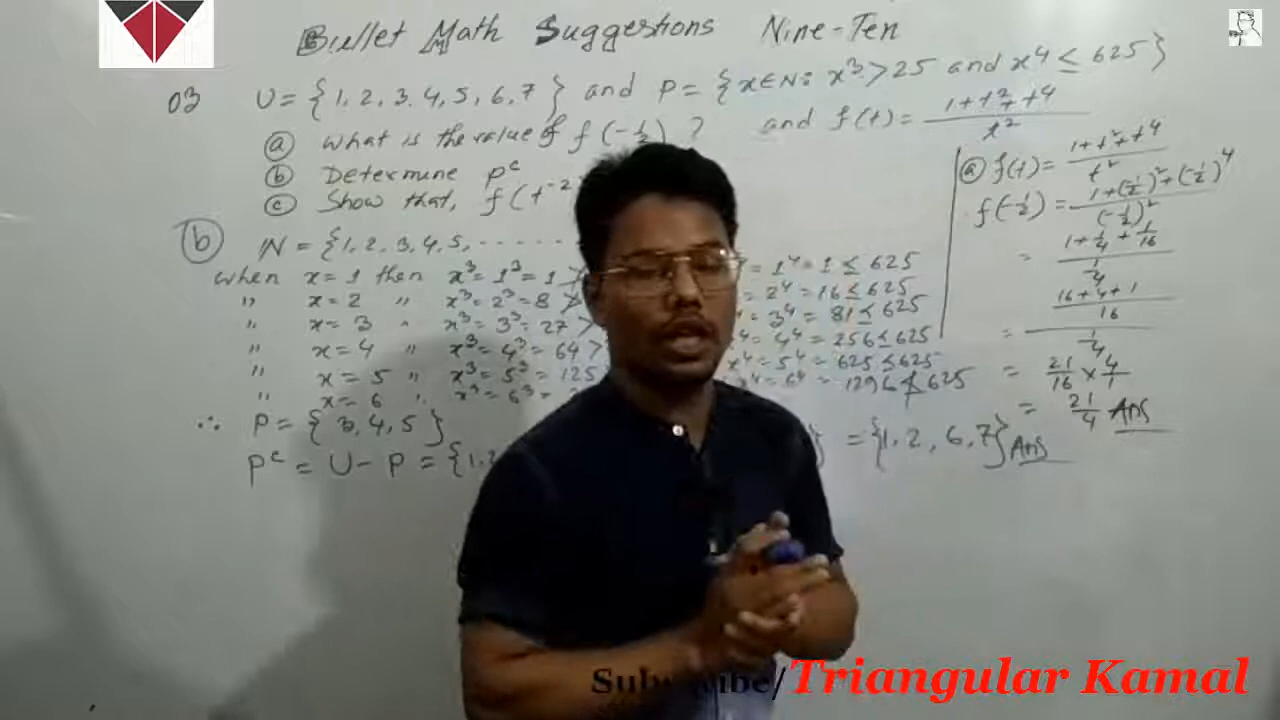 Bullet Math Suggestions Nine-Ten
03 U = {1, 2, 3, 4, 5, 6, 7} and P = {x∈N: x³>25 and x⁴ ≤ 625}
and f(t) = (1+t²+t⁴)/t²
(a) What is the value of f(-1/2) ?
(b) Determine Pᶜ
(c) Show that, f(t⁻²
(b) N = {1, 2, 3, 4, 5, ......
when x=1 then x³=1³=1 = 1⁴=1 ≤ 625
" x=2 " x³=2³=8 = 2⁴=16 ≤ 625
" x=3 " x³=3³=27 > = 3⁴= 81 ≤ 625
" x=4 " x³=4³=64 > 4⁴=256 ≤ 625
" x=5 " x³=5³=125 x⁴=5⁴=625 ≤ 625
" x=6 " x³=6³= x⁴=6⁴=1296 ≰ 625
∴ P = {3, 4, 5}
Pᶜ = U - P = {1, 2 } = {1, 2, 6, 7} Ans
(a) f(t) = (1+t²+t⁴)/t²
f(-1/2) = (1+(-1/2)²+(-1/2)⁴)/(-1/2)²
= (1+1/4+1/16)/(1/4)
= ((16+4+1)/16)/(1/4)
= 21/16 × 4/1
= 21/4 Ans
Subscribe/Triangular Kamal